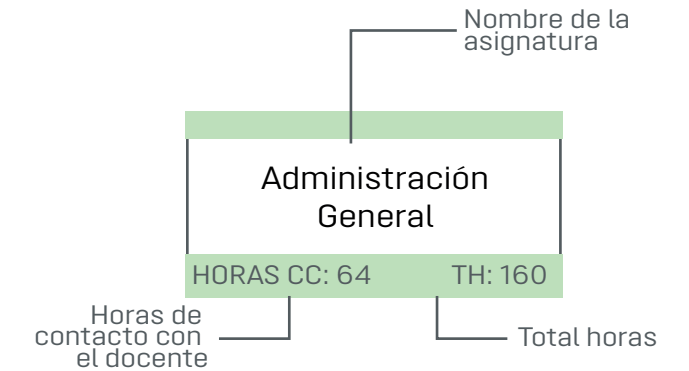 Nombre de la
asignatura
Administración
General
HORAS CC: 64 TH: 160
Horas de
contacto con
el docente
Total horas